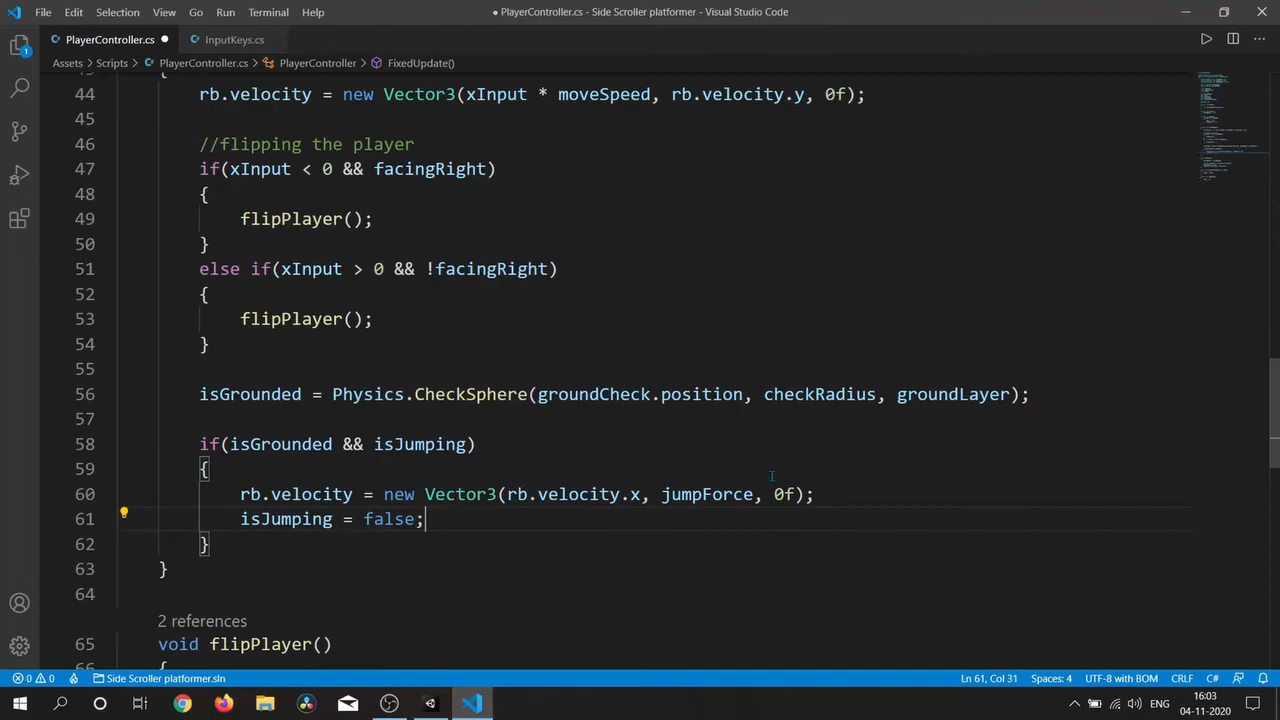 File Edit Selection View Go Run Terminal Help ● PlayerController.cs - Side Scroller platformer - Visual Studio Code
PlayerController.cs ● InputKeys.cs
Assets > Scripts > PlayerController.cs > PlayerController > FixedUpdate()
{
44 rb.velocity = new Vector3(xInput * moveSpeed, rb.velocity.y, 0f);
45
46 //flipping the player
47 if(xInput < 0 && facingRight)
48 {
49 flipPlayer();
50 }
51 else if(xInput > 0 && !facingRight)
52 {
53 flipPlayer();
54 }
55
56 isGrounded = Physics.CheckSphere(groundCheck.position, checkRadius, groundLayer);
57
58 if(isGrounded && isJumping)
59 {
60 rb.velocity = new Vector3(rb.velocity.x, jumpForce, 0f);
61 isJumping = false;
62 }
63 }
64
2 references
65 void flipPlayer()
66 {
0 0 Side Scroller platformer.sln Ln 61, Col 31 Spaces: 4 UTF-8 with BOM CRLF C#
16:03
04-11-2020
1